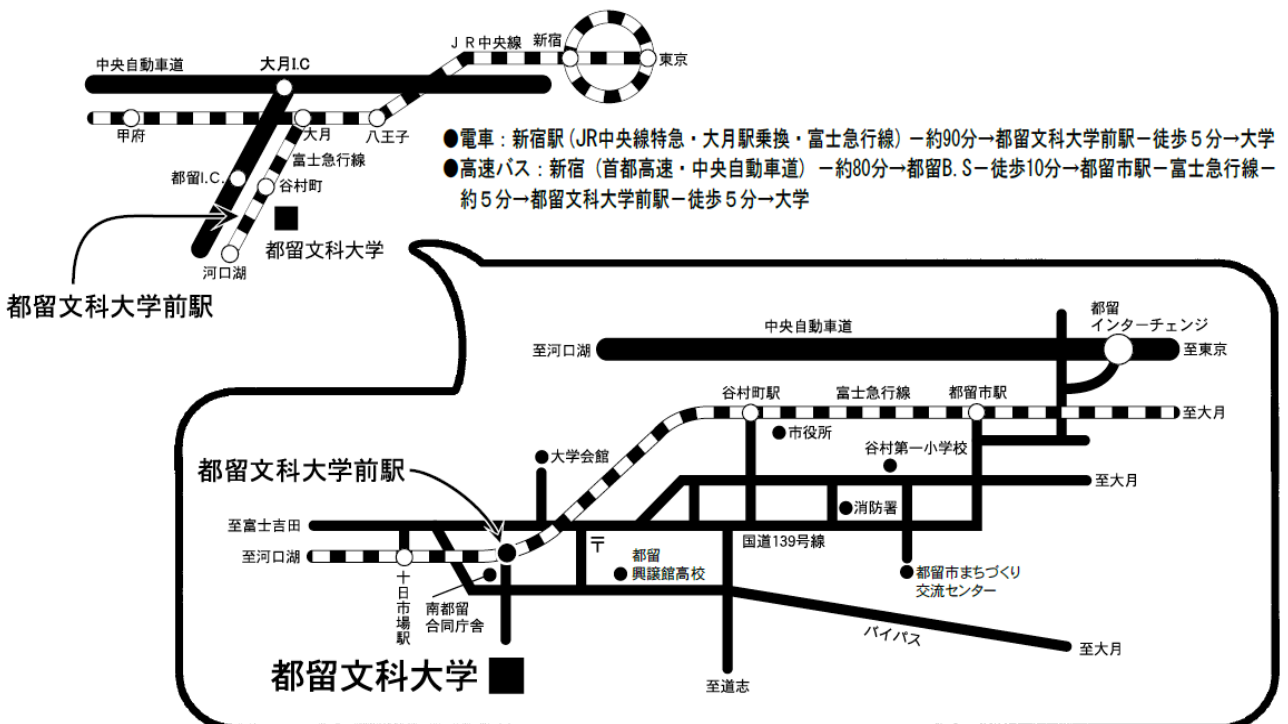 JR中央線
新宿
東京
中央自動車道
大月I.C
甲府
大月
八王子
富士急行線
都留I.C.
谷村町
都留文科大学
河口湖
都留文科大学前駅
●電車：新宿駅（JR中央線特急・大月駅乗換・富士急行線）－約90分→都留文科大学前駅－徒歩５分→大学
●高速バス：新宿（首都高速・中央自動車道）－約80分→都留B.S－徒歩10分→都留市駅－富士急行線－
約５分→都留文科大学前駅－徒歩５分→大学
都留
インターチェンジ
中央自動車道
至河口湖
至東京
谷村町駅
富士急行線
都留市駅
至大月
市役所
谷村第一小学校
大学会館
都留文科大学前駅
至大月
消防署
至富士吉田
国道139号線
〒
至河口湖
都留
興譲館高校
都留市まちづくり
交流センター
十日市場駅
南都留
合同庁舎
バイパス
至大月
都留文科大学
至道志